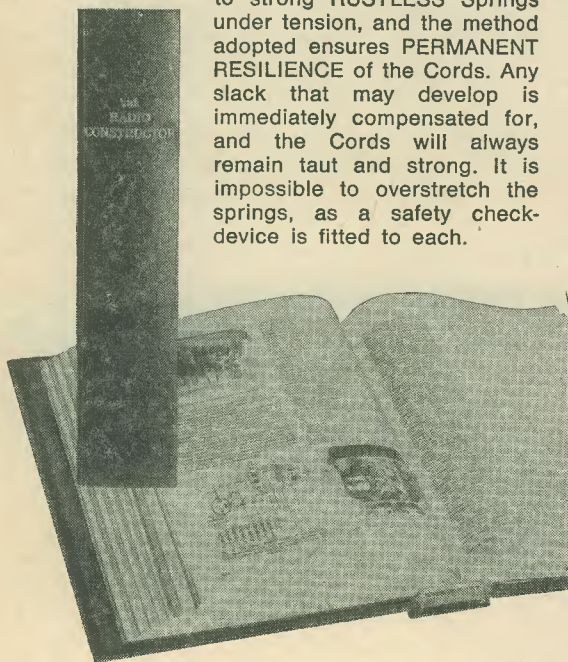 to strong RUSTLESS Springs
under tension, and the method
adopted ensures PERMANENT
RESILIENCE of the Cords. Any
slack that may develop is
immediately compensated for,
and the Cords will always
remain taut and strong. It is
impossible to overstretch the
springs, as a safety check-
device is fitted to each.
THE
RADIO
CONSTRUCTOR